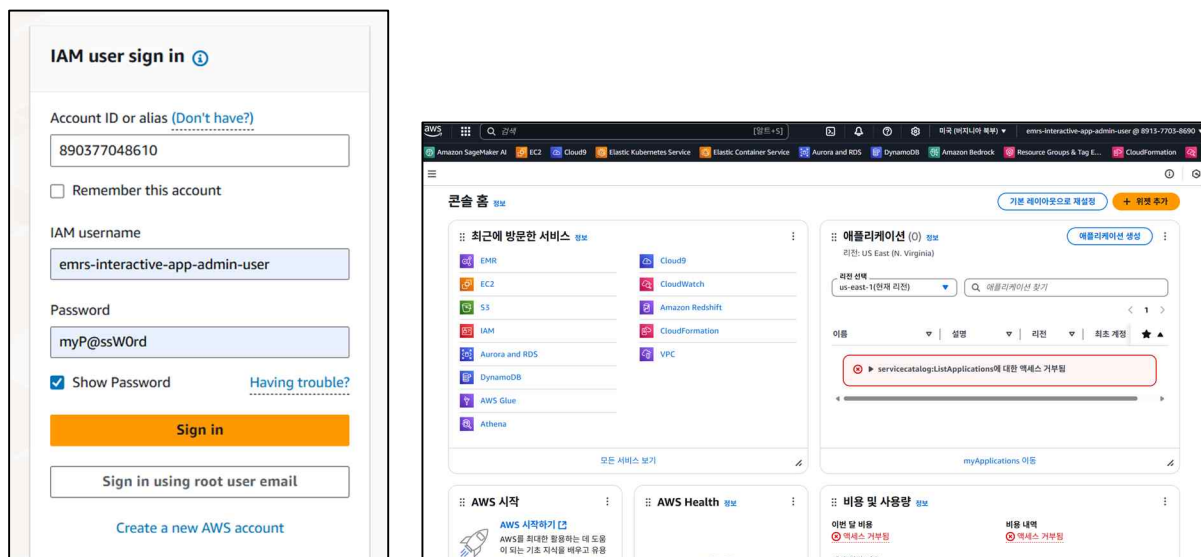 IAM user sign in
Account ID or alias (Don't have?)
890377048610
Remember this account
IAM username
emrs-interactive-app-admin-user
Password
myP@ssW0rd
Show Password
Having trouble?
Sign in
Sign in using root user email
Create a new AWS account
aws
검색
[알트+S]
미국 (버지니아 북부)
emrs-interactive-app-admin-user @ 8913-7703-8690
Amazon SageMaker AI
EC2
Cloud9
Elastic Kubernetes Service
Elastic Container Service
Aurora and RDS
DynamoDB
Amazon Bedrock
Resource Groups & Tag E...
CloudFormation
콘솔 홈 정보
기본 레이아웃으로 재설정
+ 위젯 추가
최근에 방문한 서비스 정보
EMR
EC2
S3
IAM
Aurora and RDS
DynamoDB
AWS Glue
Athena
Cloud9
CloudWatch
Amazon Redshift
CloudFormation
VPC
모든 서비스 보기
애플리케이션 (0) 정보
애플리케이션 생성
리전: US East (N. Virginia)
리전 선택
us-east-1(현재 리전)
애플리케이션 찾기
1
이름
설명
리전
최초 계정
servicecatalog:ListApplications에 대한 액세스 거부됨
myApplications 이동
AWS 시작
AWS 시작하기
AWS를 최대한 활용하는 데 도움
이 되는 기초 지식을 배우고 유용
AWS Health 정보
비용 및 사용량 정보
이번 달 비용
액세스 거부됨
비용 내역
액세스 거부됨